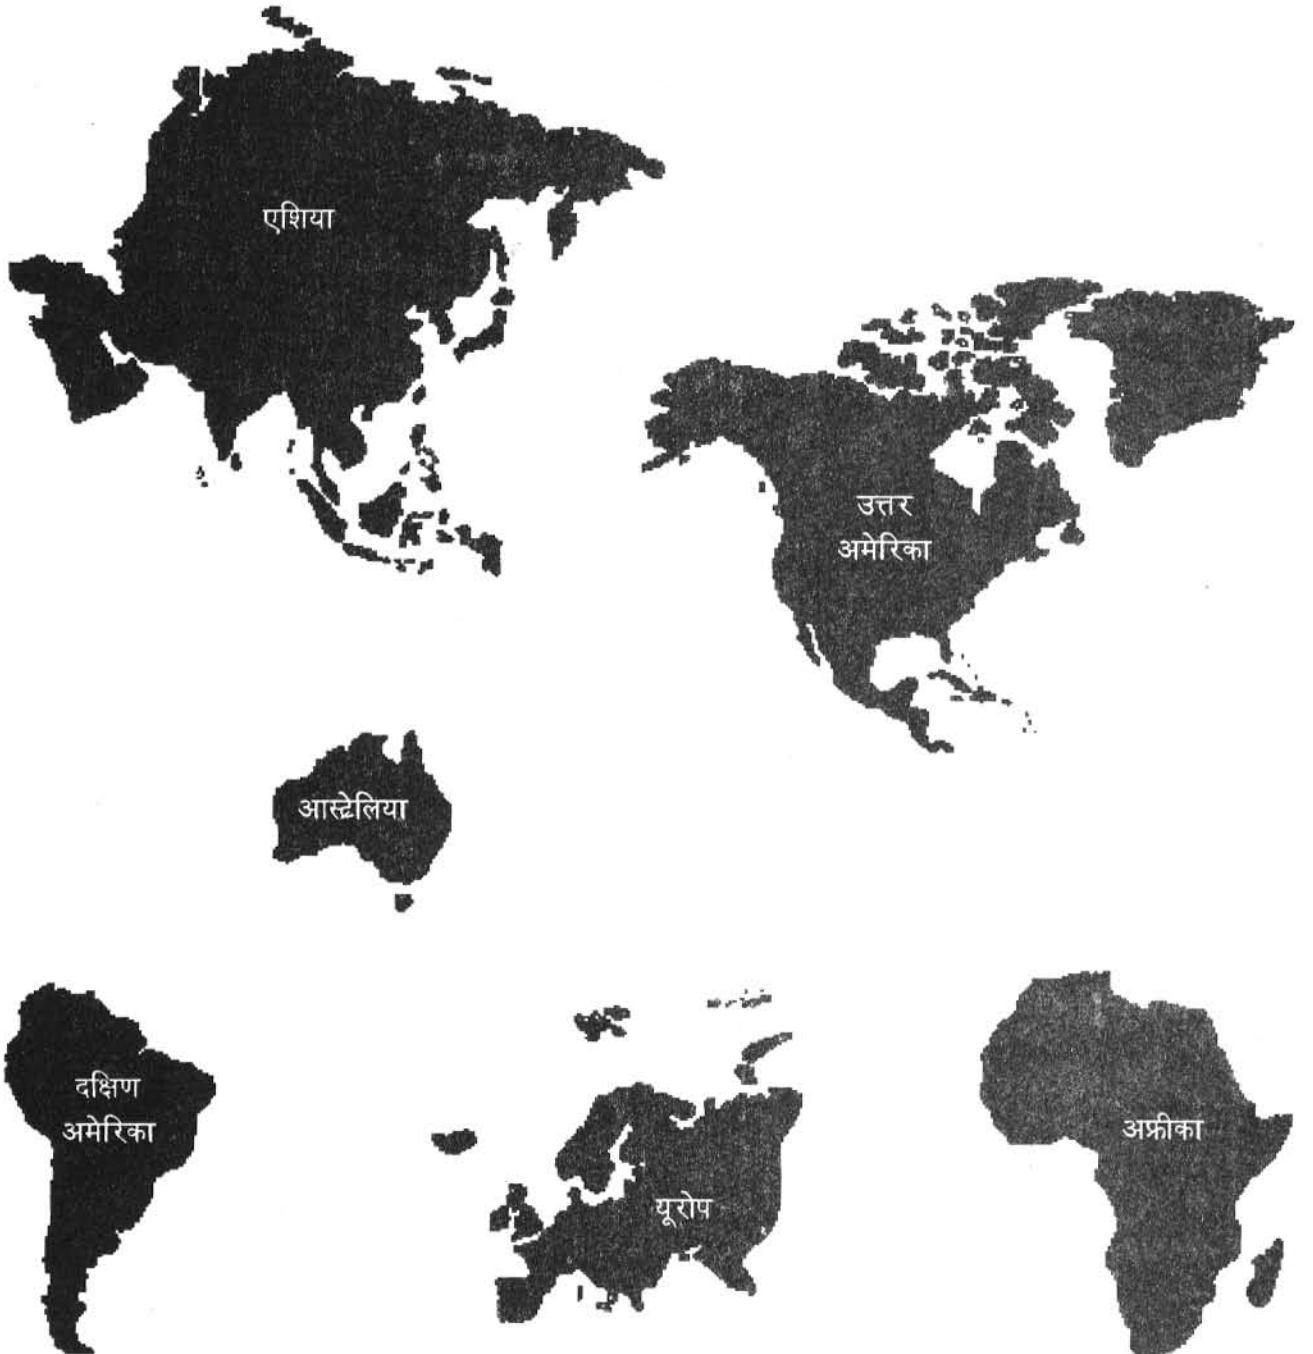 एशिया
उत्तर
अमेरिका
आस्ट्रेलिया
दक्षिण
अमेरिका
यूरोप
अफ्रीका